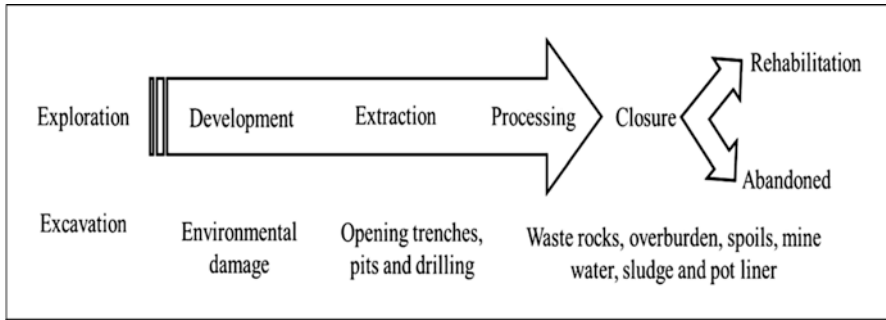 Rehabilitation
Exploration
Development
Extraction
Processing
Closure
Abandoned
Excavation
Environmental
damage
Opening trenches,
pits and drilling
Waste rocks, overburden, spoils, mine
water, sludge and pot liner